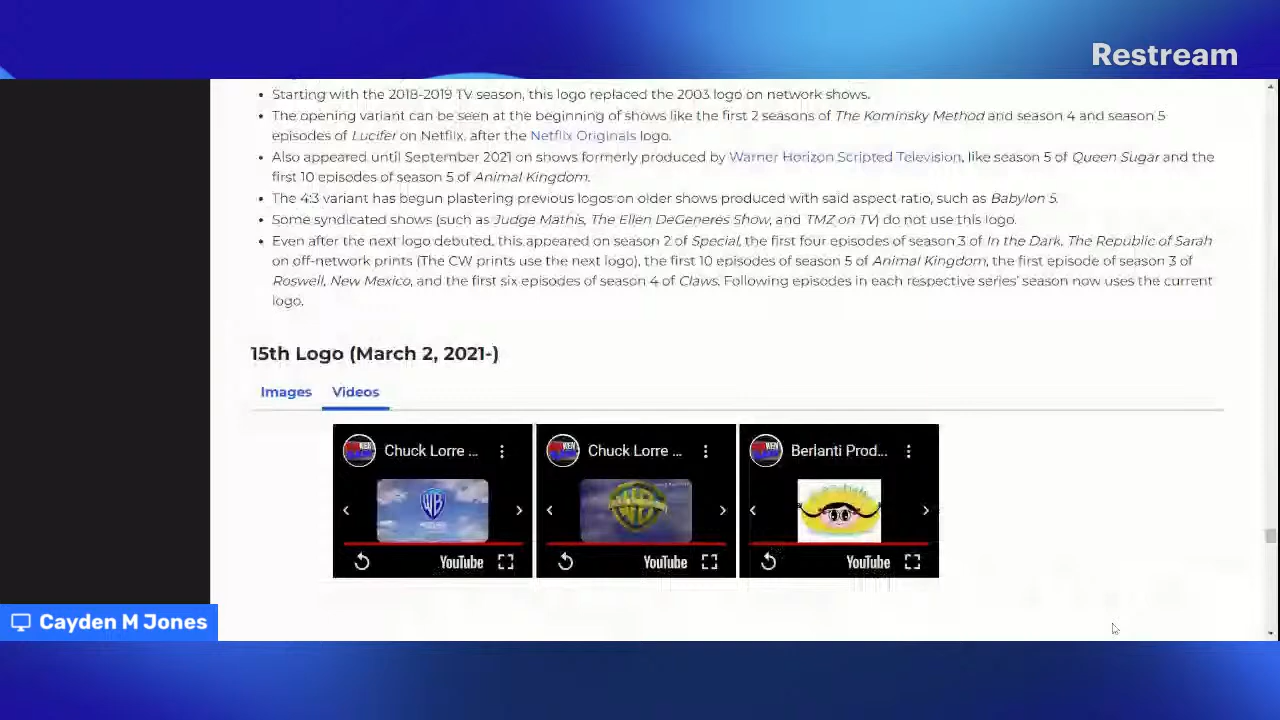 Restream
Starting with the 2018-2019 TV season, this logo replaced the 2003 logo on network shows.
The opening variant can be seen at the beginning of shows like the first 2 seasons of The Kominsky Method and season 4 and season 5
episodes of Lucifer on Netflix, after the Netflix Originals logo.
Also appeared until September 2021 on shows formerly produced by Warner Horizon Scripted Television, like season 5 of Queen Sugar and the
first 10 episodes of season 5 of Animal Kingdom.
The 4:3 variant has begun plastering previous logos on older shows produced with said aspect ratio, such as Babylon 5.
Some syndicated shows (such as Judge Mathis, The Ellen DeGeneres Show, and TMZ on TV) do not use this logo.
Even after the next logo debuted, this appeared on season 2 of Special, the first four episodes of season 3 of In the Dark, The Republic of Sarah
on off-network prints (The CW prints use the next logo), the first 10 episodes of season 5 of Animal Kingdom, the first episode of season 3 of
Roswell, New Mexico, and the first six episodes of season 4 of Claws. Following episodes in each respective series' season now uses the current
logo.
15th Logo (March 2, 2021-)
Images Videos
Chuck Lorre ... Chuck Lorre ... Berlanti Prod...
WB
YouTube YouTube YouTube
Cayden M Jones